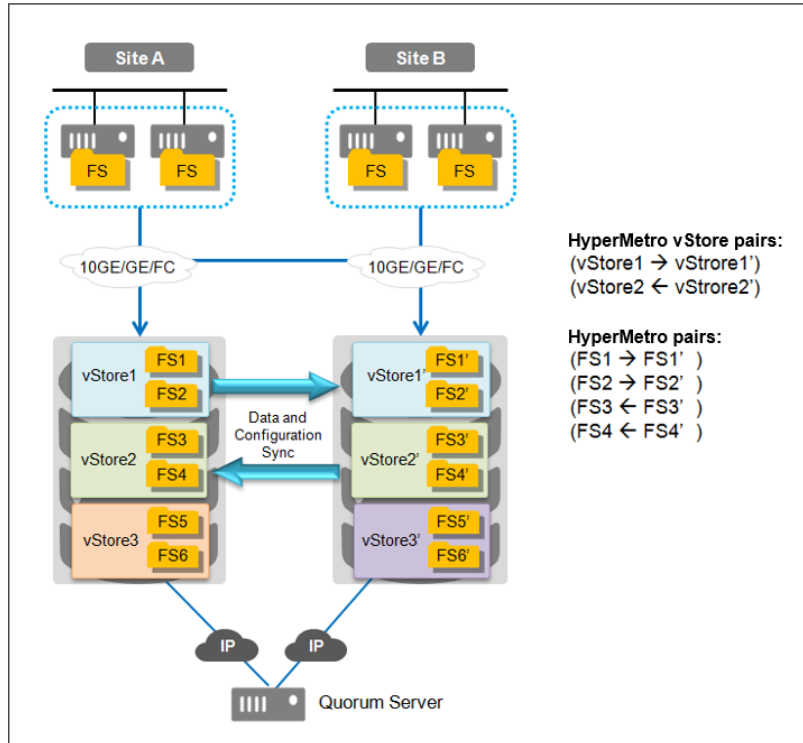 Site A
Site B
FS
FS
FS
FS
10GE/GE/FC
10GE/GE/FC
HyperMetro vStore pairs:
(vStore1 → vStrore1’)
(vStore2 ← vStrore2’)
HyperMetro pairs:
(FS1 → FS1’ )
(FS2 → FS2’ )
(FS3 ← FS3’ )
(FS4 ← FS4’ )
vStore1
FS1
FS2
vStore1’
FS1’
FS2’
Data and
Configuration
Sync
vStore2
FS3
FS4
vStore2’
FS3’
FS4’
vStore3
FS5
FS6
vStore3’
FS5’
FS6’
IP
IP
Quorum Server